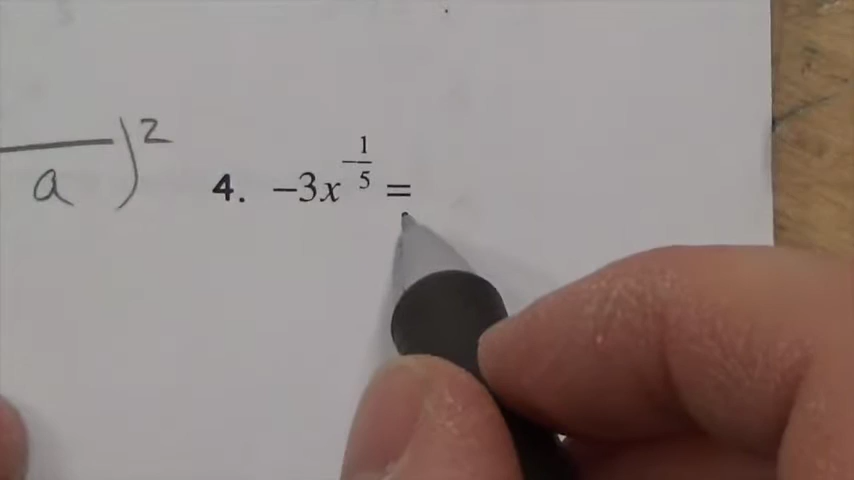 a)²
4. −3x^(−1/5) =